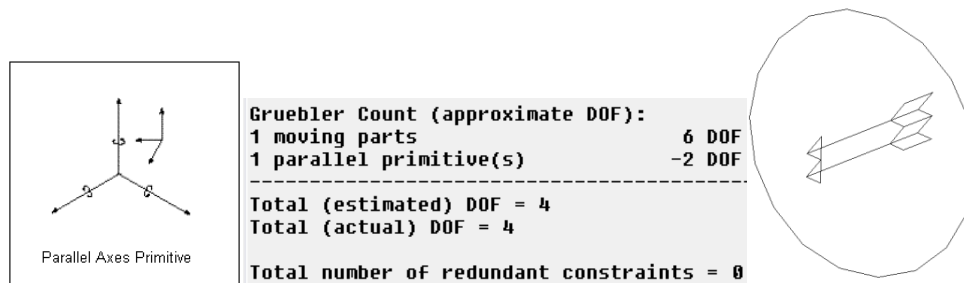 Parallel Axes Primitive
Gruebler Count (approximate DOF):
1 moving parts 6 DOF
1 parallel primitive(s) -2 DOF
--------------------------------------------------
Total (estimated) DOF = 4
Total (actual) DOF = 4
Total number of redundant constraints = 0